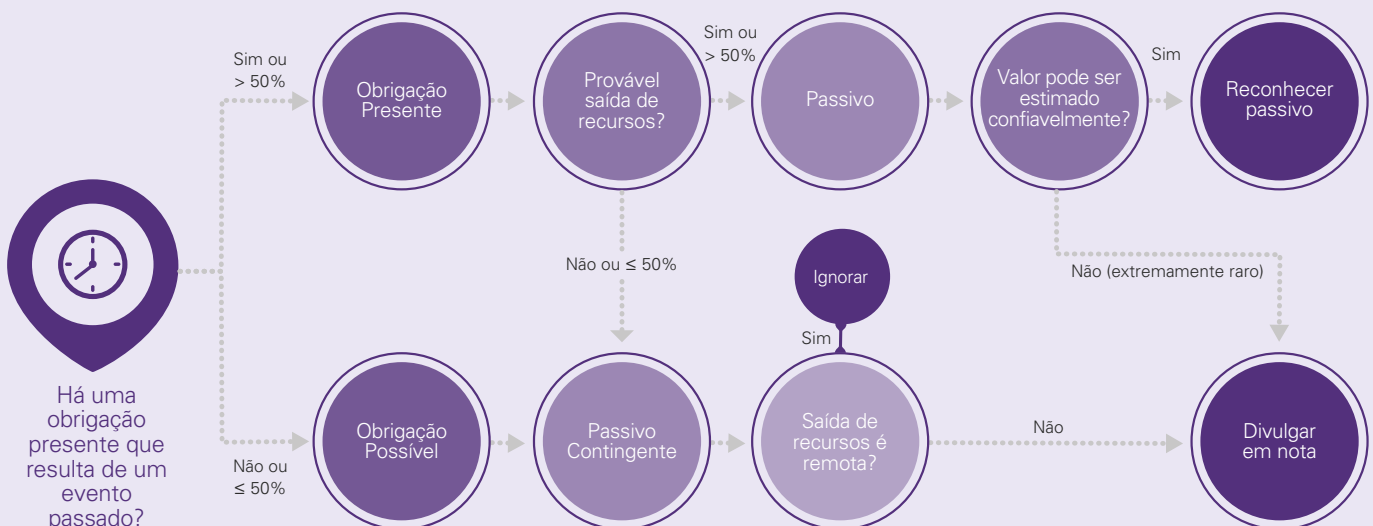 Sim ou
> 50%
Obrigação
Presente
Provável
saída de
recursos?
Sim ou
> 50%
Passivo
Valor pode ser
estimado
confiavelmente?
Sim
Reconhecer
passivo
Não ou ≤ 50%
Ignorar
Não (extremamente raro)
Sim
Há uma
obrigação
presente que
resulta de um
evento
passado?
Não ou
≤ 50%
Obrigação
Possível
Passivo
Contingente
Saída de
recursos é
remota?
Não
Divulgar
em nota